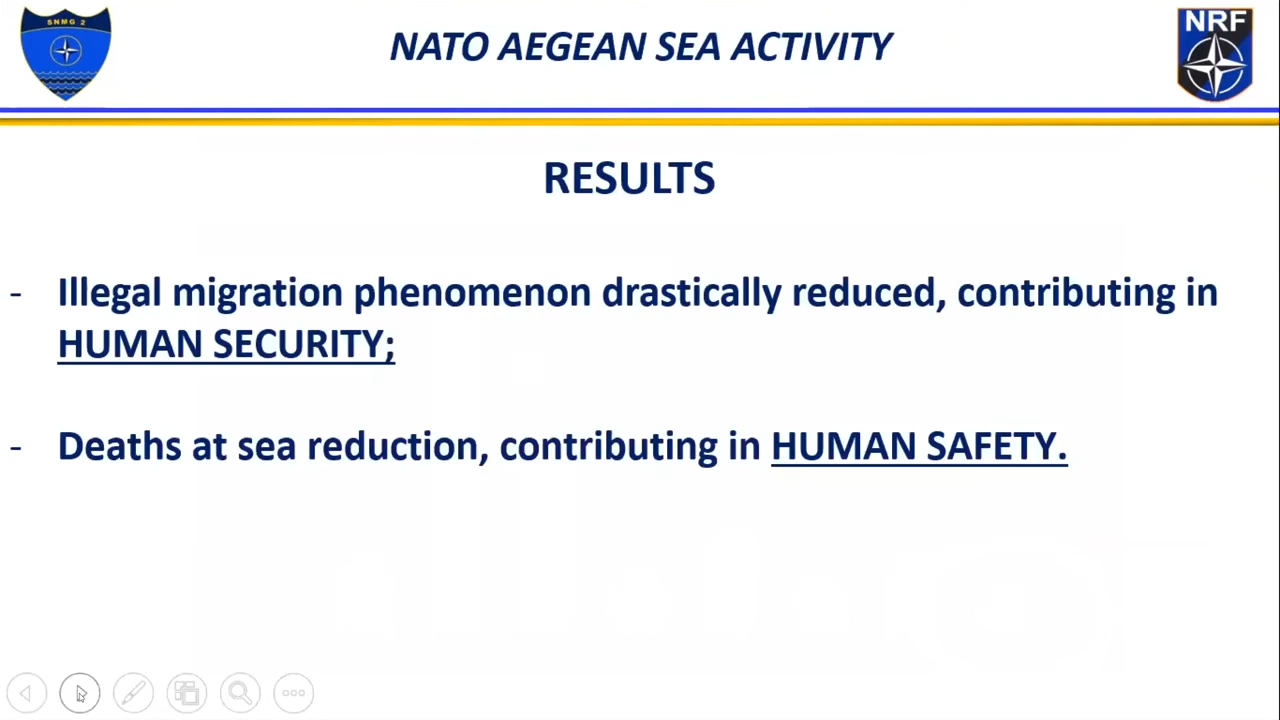 SNMG 2
NATO AEGEAN SEA ACTIVITY
NRF
RESULTS
- Illegal migration phenomenon drastically reduced, contributing in
HUMAN SECURITY;
- Deaths at sea reduction, contributing in HUMAN SAFETY.